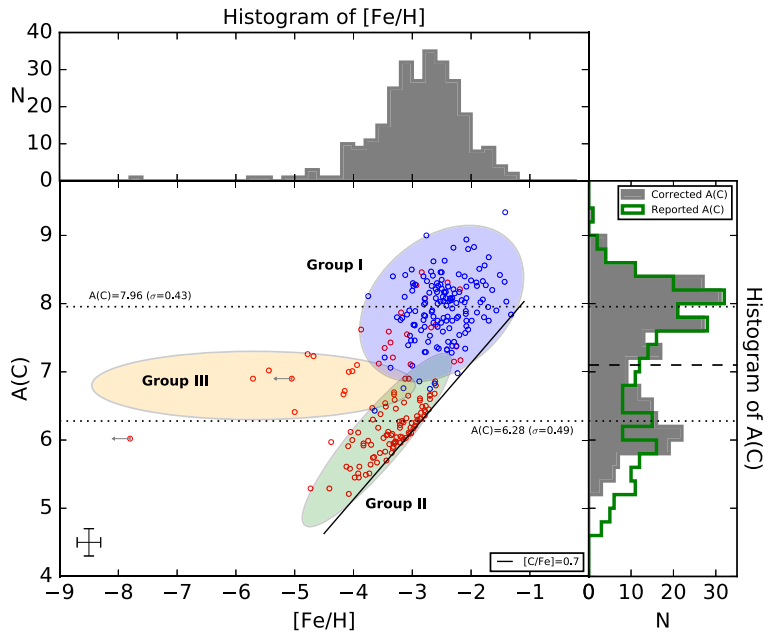 Histogram of [Fe/H]
40
30
20
10
0
N
Corrected A(C)
Reported A(C)
9
8
7
6
5
4
A(C)
Group I
A(C)=7.96 (σ=0.43)
Group III
A(C)=6.28 (σ=0.49)
Group II
[C/Fe]=0.7
−9 −8 −7 −6 −5 −4 −3 −2 −1
[Fe/H]
0 10 20 30
N
Histogram of A(C)